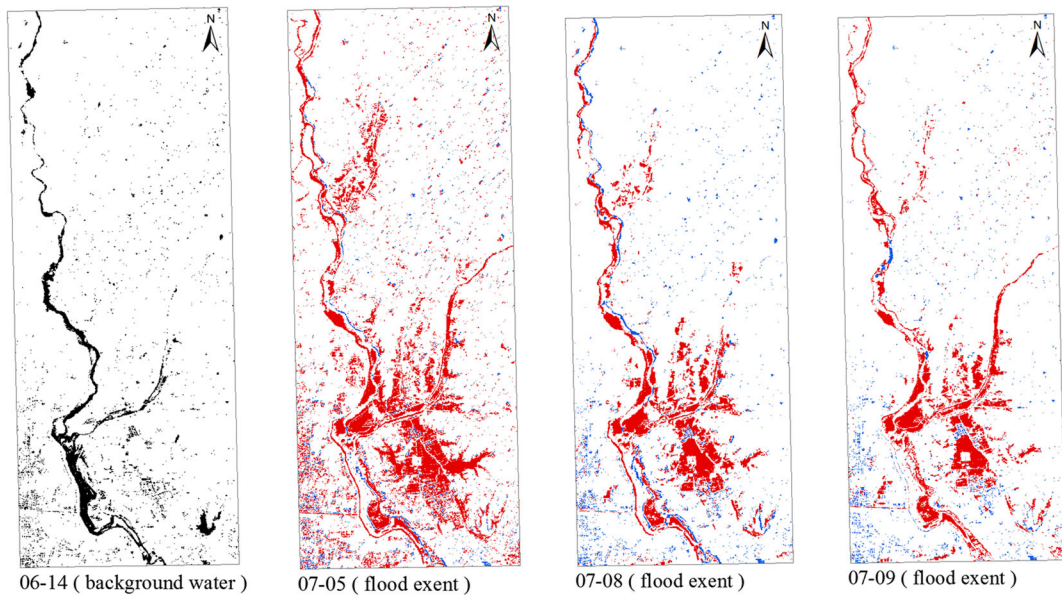 N
N
N
N
06-14 ( background water )
07-05 ( flood exent )
07-08 ( flood exent )
07-09 ( flood exent )